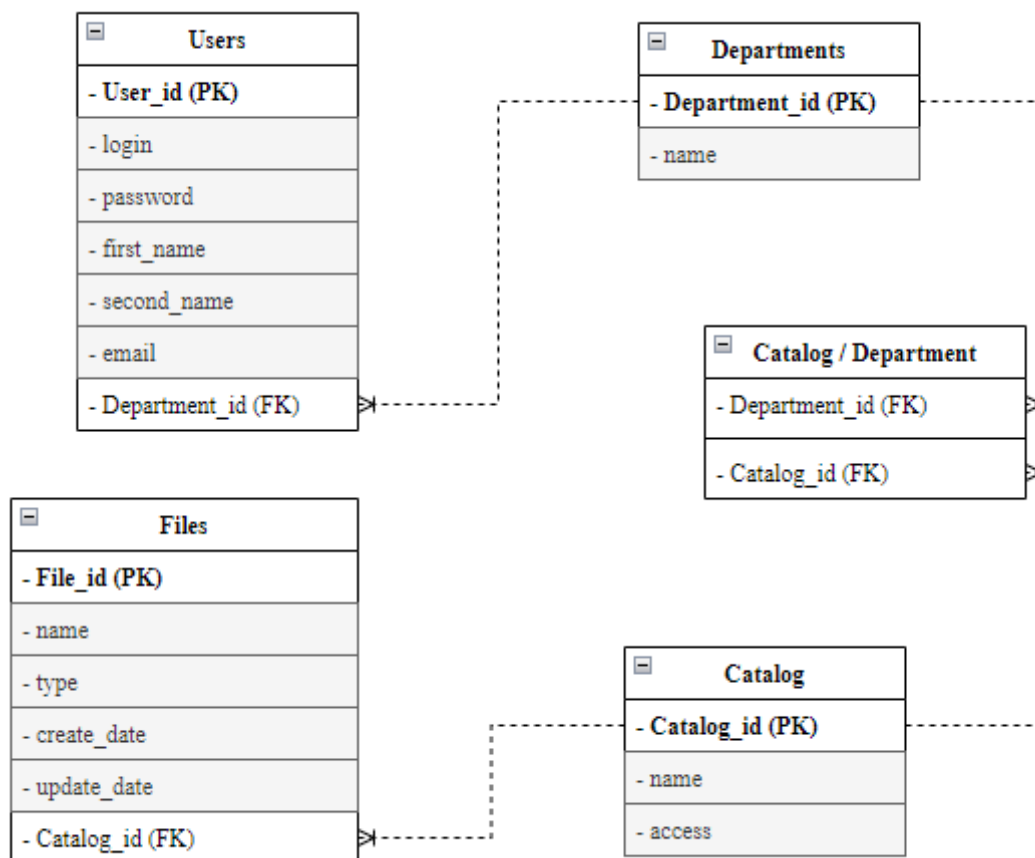 Users
- User_id (PK)
- login
- password
- first_name
- second_name
- email
- Department_id (FK)
Departments
- Department_id (PK)
- name
Catalog / Department
- Department_id (FK)
- Catalog_id (FK)
Files
- File_id (PK)
- name
- type
- create_date
- update_date
- Catalog_id (FK)
Catalog
- Catalog_id (PK)
- name
- access